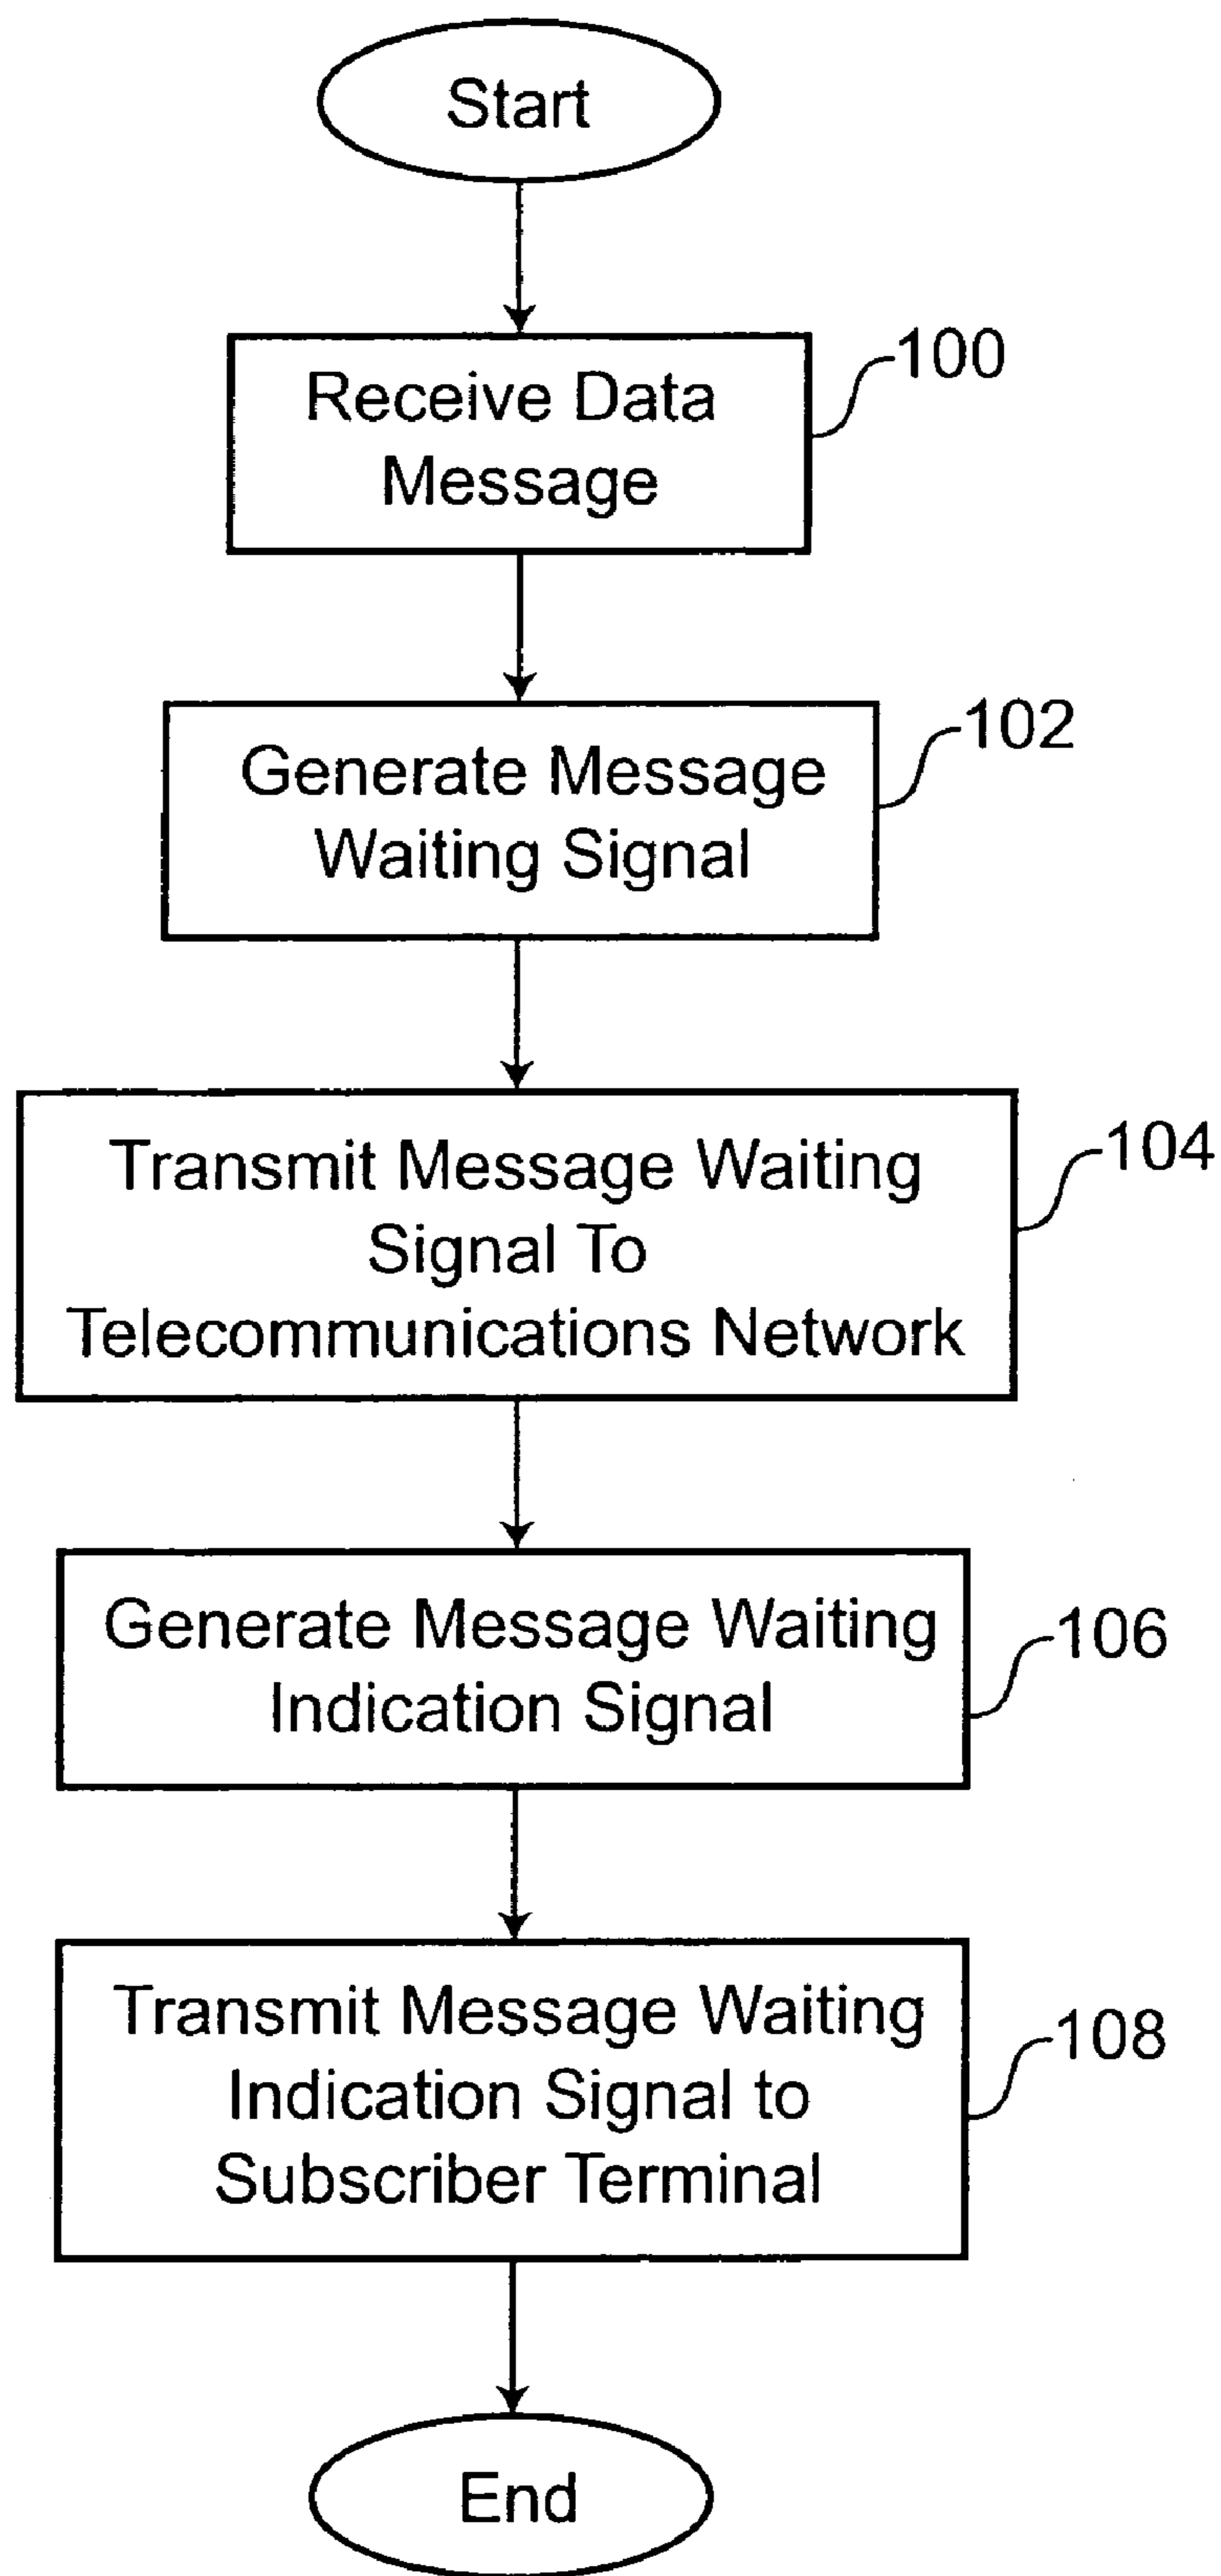 Start
Receive Data
Message
100
Generate Message
Waiting Signal
102
Transmit Message Waiting
Signal To
Telecommunications Network
104
Generate Message Waiting
Indication Signal
106
Transmit Message Waiting
Indication Signal to
Subscriber Terminal
108
End